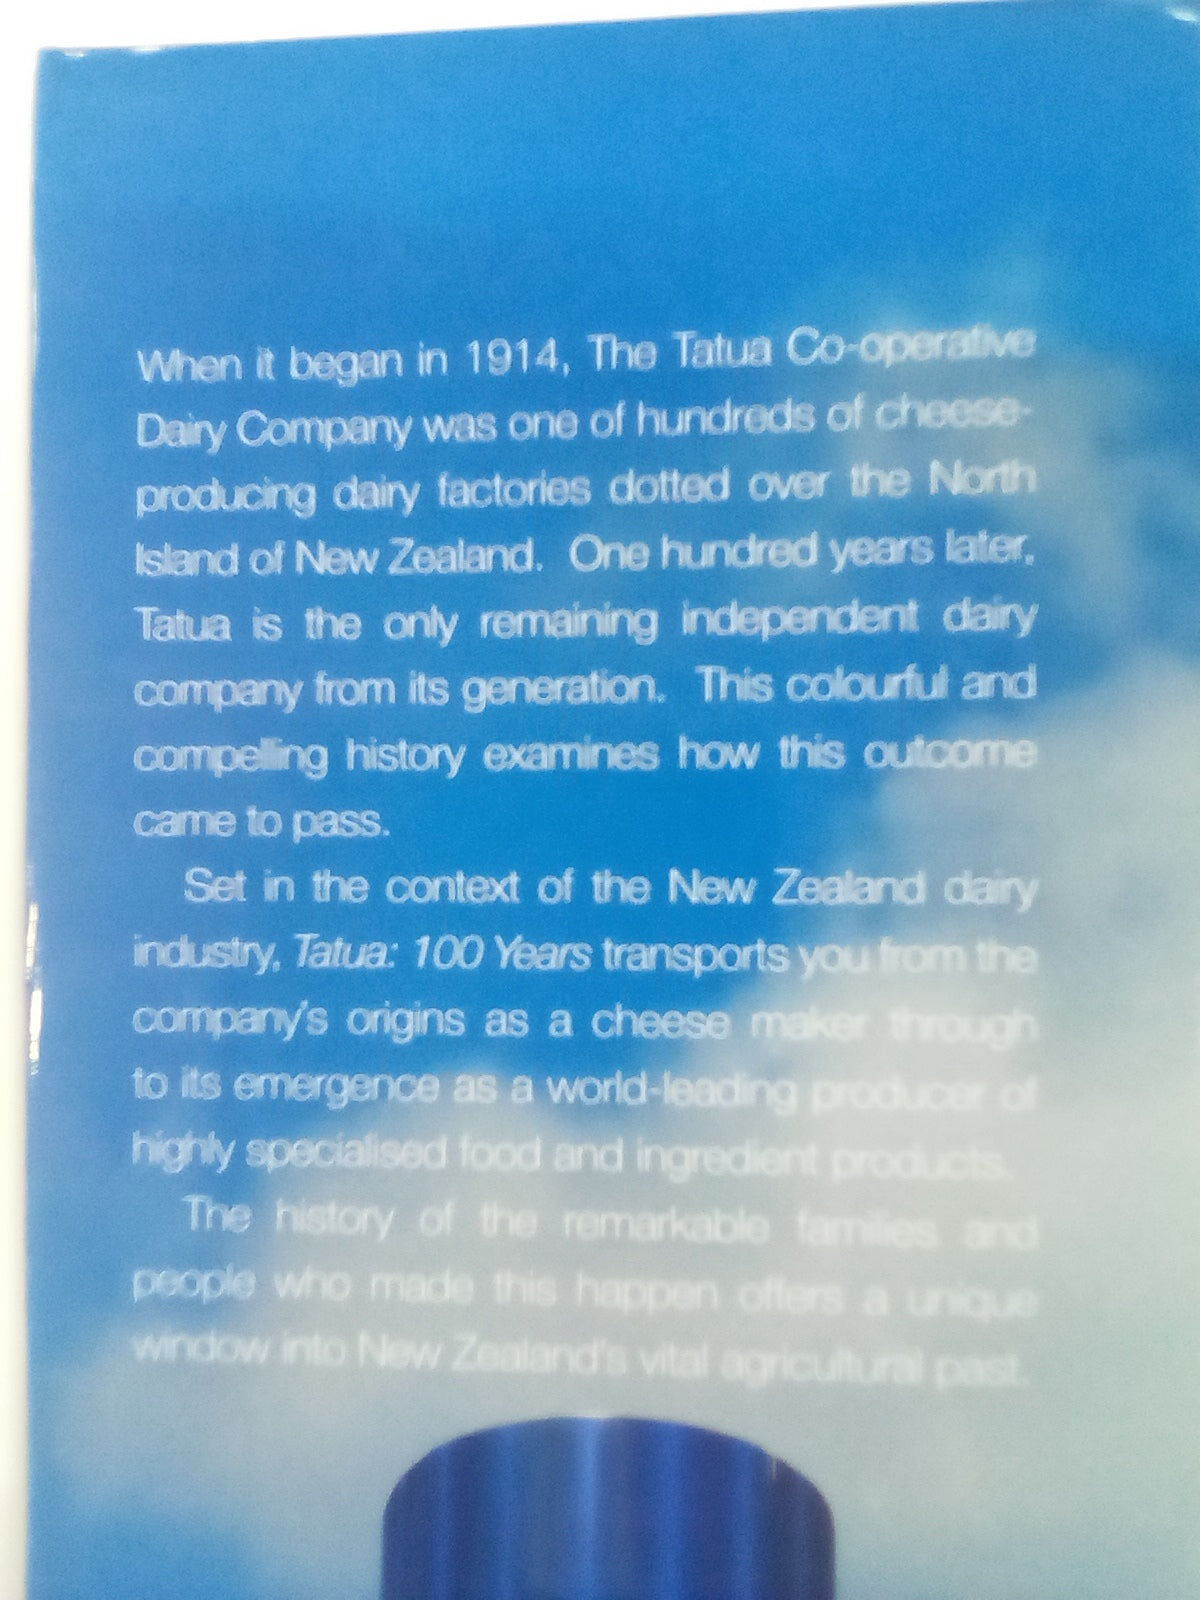 When it began in 1914, The Tatua Co-operative
Dairy Company was one of hundreds of cheese-
producing dairy factories dotted over the North
Island of New Zealand. One hundred years later,
Tatua is the only remaining independent dairy
company from its generation. This colourful and
compelling history examines how this outcome
came to pass.
Set in the context of the New Zealand dairy
industry, Tatua: 100 Years transports you from the
company's origins as a cheese maker through
to its emergence as a world-leading producer of
highly specialised food and ingredient products.
The history of the remarkable families and
people who made this happen offers a unique
window into New Zealand's vital agricultural past.